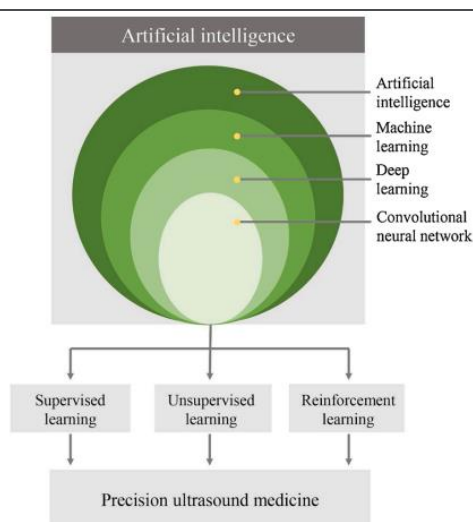 Artificial intelligence
Artificial
intelligence
Machine
learning
Deep
learning
Convolutional
neural network
Supervised
learning
Unsupervised
learning
Reinforcement
learning
Precision ultrasound medicine